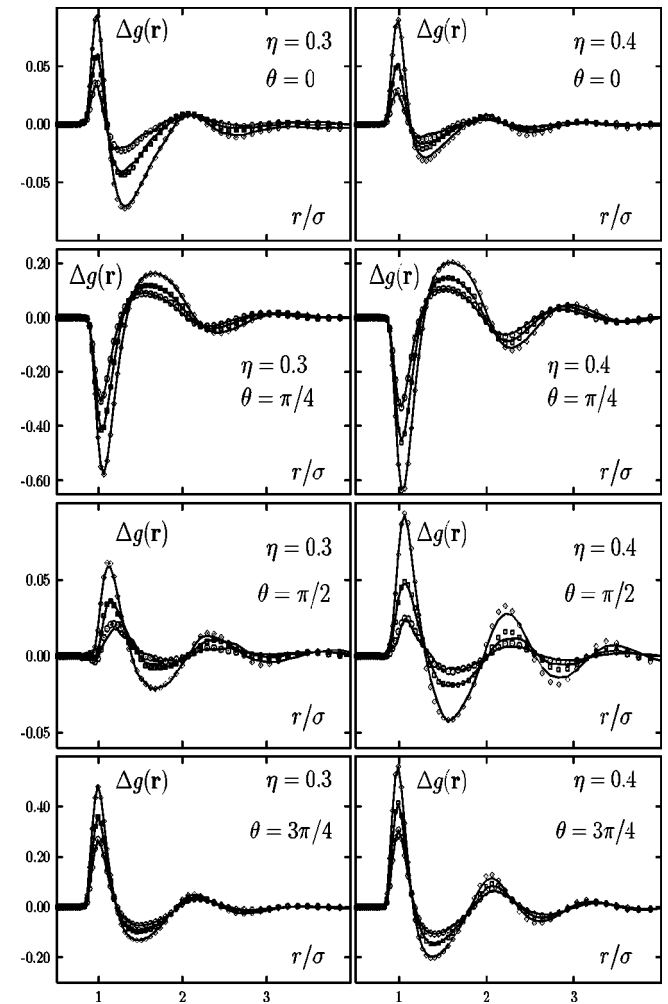 Δg(r) η = 0.3 Δg(r) η = 0.4
0.05 θ = 0 θ = 0
0.00
-0.05 r/σ r/σ
0.20 Δg(r) Δg(r)
0.00
-0.20 η = 0.3 η = 0.4
-0.40 θ = π/4 θ = π/4
-0.60 r/σ r/σ
Δg(r) η = 0.3 Δg(r) η = 0.4
0.05 θ = π/2 θ = π/2
0.00
-0.05 r/σ r/σ
Δg(r) η = 0.3 Δg(r) η = 0.4
0.40 θ = 3π/4 θ = 3π/4
0.20
0.00
-0.20 r/σ r/σ
1 2 3 1 2 3